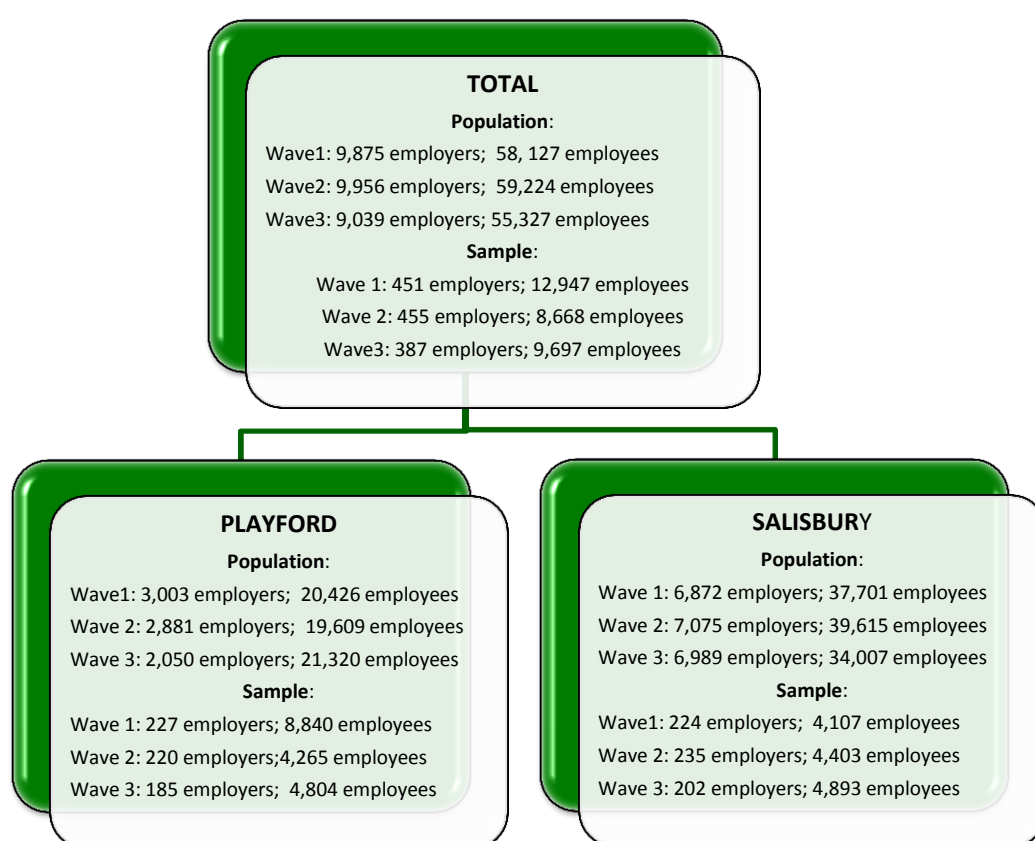 TOTAL
Population:
Wave1: 9,875 employers;  58, 127 employees
Wave2: 9,956 employers;  59,224 employees
Wave3: 9,039 employers; 55,327 employees
Sample:
Wave 1: 451 employers; 12,947 employees
Wave 2: 455 employers; 8,668 employees
Wave3: 387 employers; 9,697 employees
PLAYFORD
Population:
Wave1: 3,003 employers;  20,426 employees
Wave 2: 2,881 employers;  19,609 employees
Wave 3: 2,050 employers; 21,320 employees
Sample:
Wave 1: 227 employers; 8,840 employees
Wave 2: 220 employers;4,265 employees
Wave 3: 185 employers;  4,804 employees
SALISBURY
Population:
Wave 1: 6,872 employers; 37,701 employees
Wave 2: 7,075 employers; 39,615 employees
Wave 3: 6,989 employers; 34,007 employees
Sample:
Wave1: 224 employers;  4,107 employees
Wave 2: 235 employers; 4,403 employees
Wave 3: 202 employers; 4,893 employees